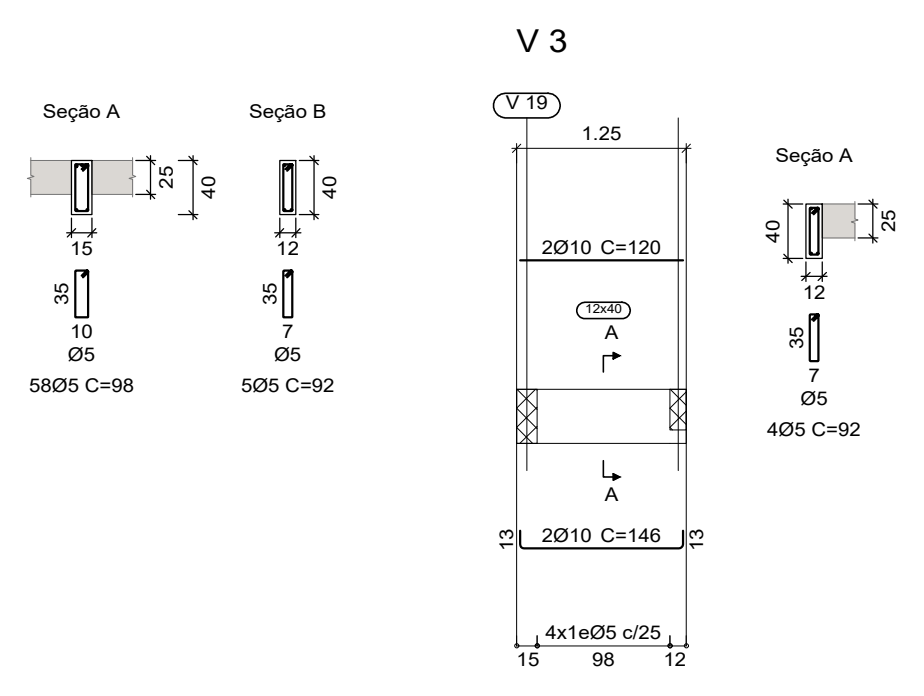 V 3
Seção A
25
40
15
35
10
Ø5
58Ø5 C=98
Seção B
40
12
35
7
Ø5
5Ø5 C=92
V 19
1.25
2Ø10 C=120
12x40
A
A
13
2Ø10 C=146
13
4x1eØ5 c/25
15
98
12
Seção A
40
25
12
35
7
Ø5
4Ø5 C=92